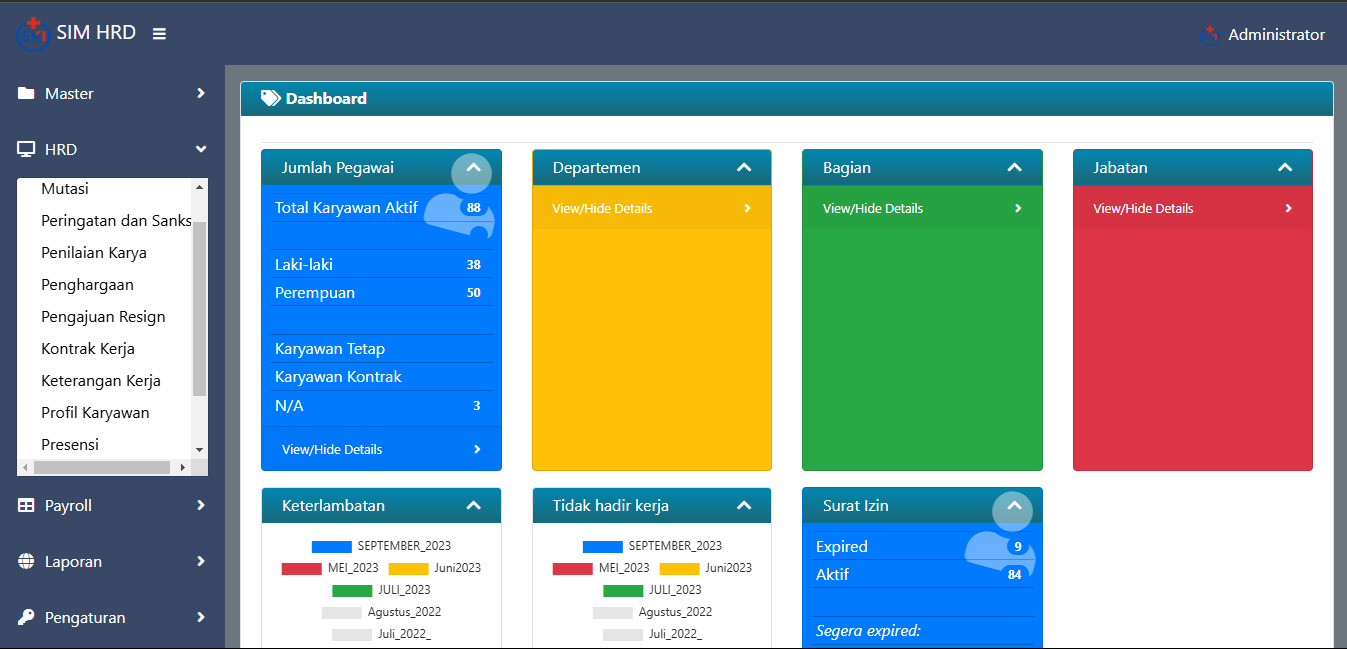 SIM HRD
Administrator
Master
HRD
Mutasi
Peringatan dan Sanks
Penilaian Karya
Penghargaan
Pengajuan Resign
Kontrak Kerja
Keterangan Kerja
Profil Karyawan
Presensi
Payroll
Laporan
Pengaturan
Dashboard
Jumlah Pegawai
Total Karyawan Aktif 88
Laki-laki 38
Perempuan 50
Karyawan Tetap
Karyawan Kontrak
N/A 3
View/Hide Details
Departemen
View/Hide Details
Bagian
View/Hide Details
Jabatan
View/Hide Details
Keterlambatan
SEPTEMBER_2023
MEI_2023 Juni2023
JULI_2023
Agustus_2022
Juli_2022_
Tidak hadir kerja
SEPTEMBER_2023
MEI_2023 Juni2023
JULI_2023
Agustus_2022
Juli_2022_
Surat Izin
Expired 9
Aktif 84
Segera expired: